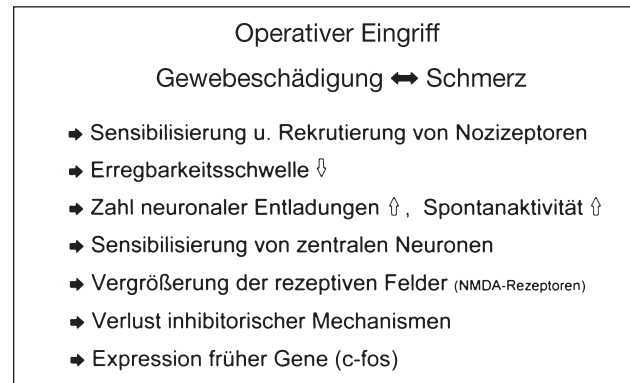 Operativer Eingriff
Gewebeschädigung ⬌ Schmerz
➡ Sensibilisierung u. Rekrutierung von Nozizeptoren
➡ Erregbarkeitsschwelle ⇩
➡ Zahl neuronaler Entladungen ⇧ , Spontanaktivität ⇧
➡ Sensibilisierung von zentralen Neuronen
➡ Vergrößerung der rezeptiven Felder (NMDA-Rezeptoren)
➡ Verlust inhibitorischer Mechanismen
➡ Expression früher Gene (c-fos)